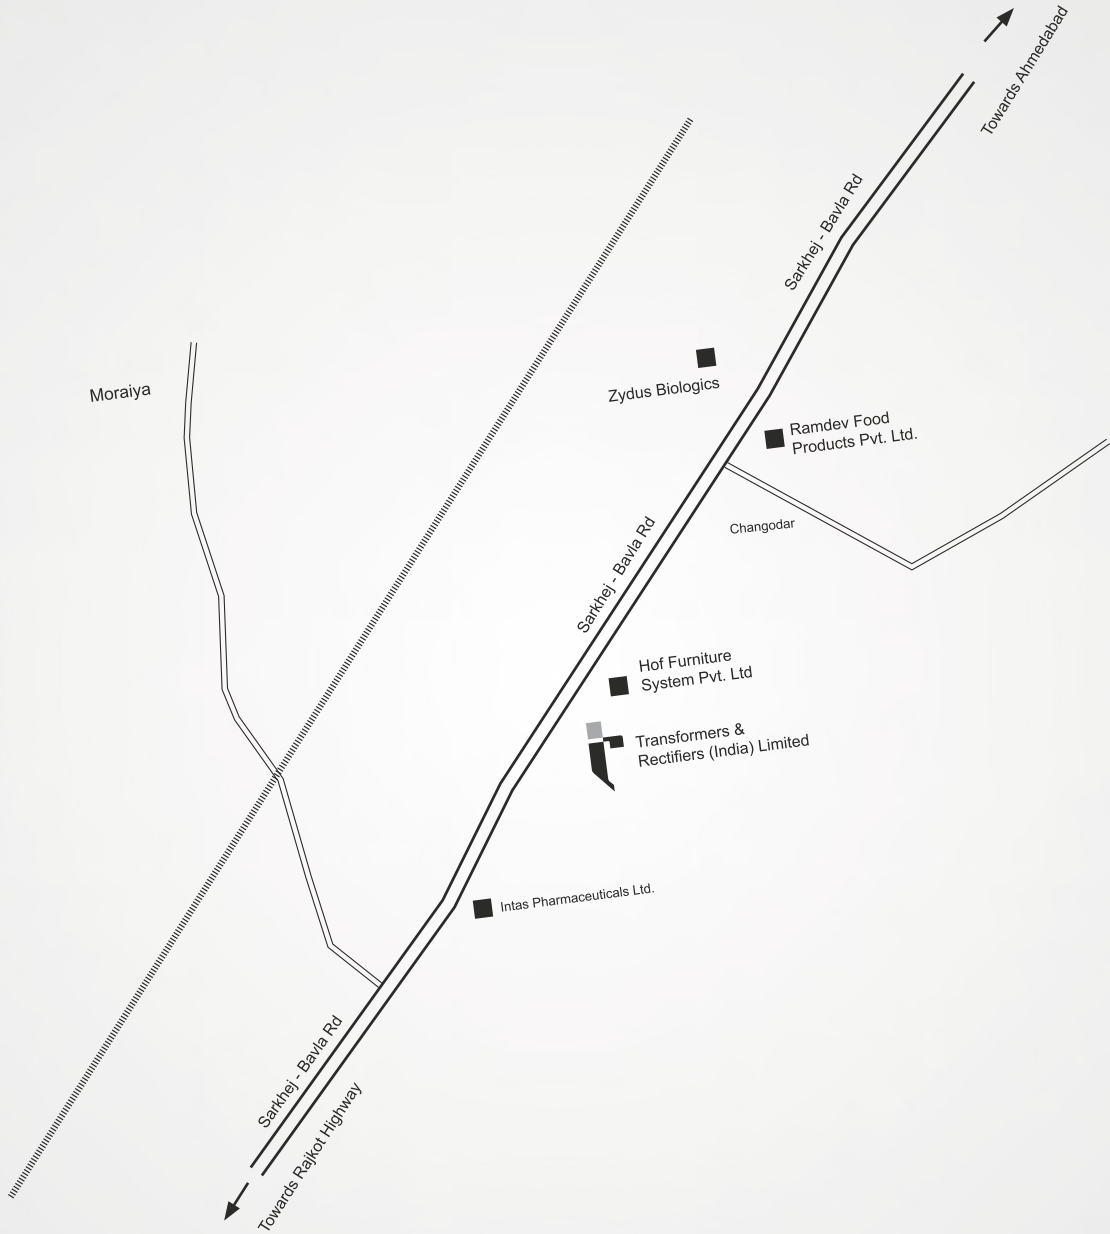 Towards Ahmedabad
Sarkhej - Bavla Rd
Zydus Biologics
Moraiya
Ramdev Food
Products Pvt. Ltd.
Changodar
Sarkhej - Bavla Rd
Hof Furniture
System Pvt. Ltd
Transformers &
Rectifiers (India) Limited
Intas Pharmaceuticals Ltd.
Sarkhej - Bavla Rd
Towards Rajkot Highway